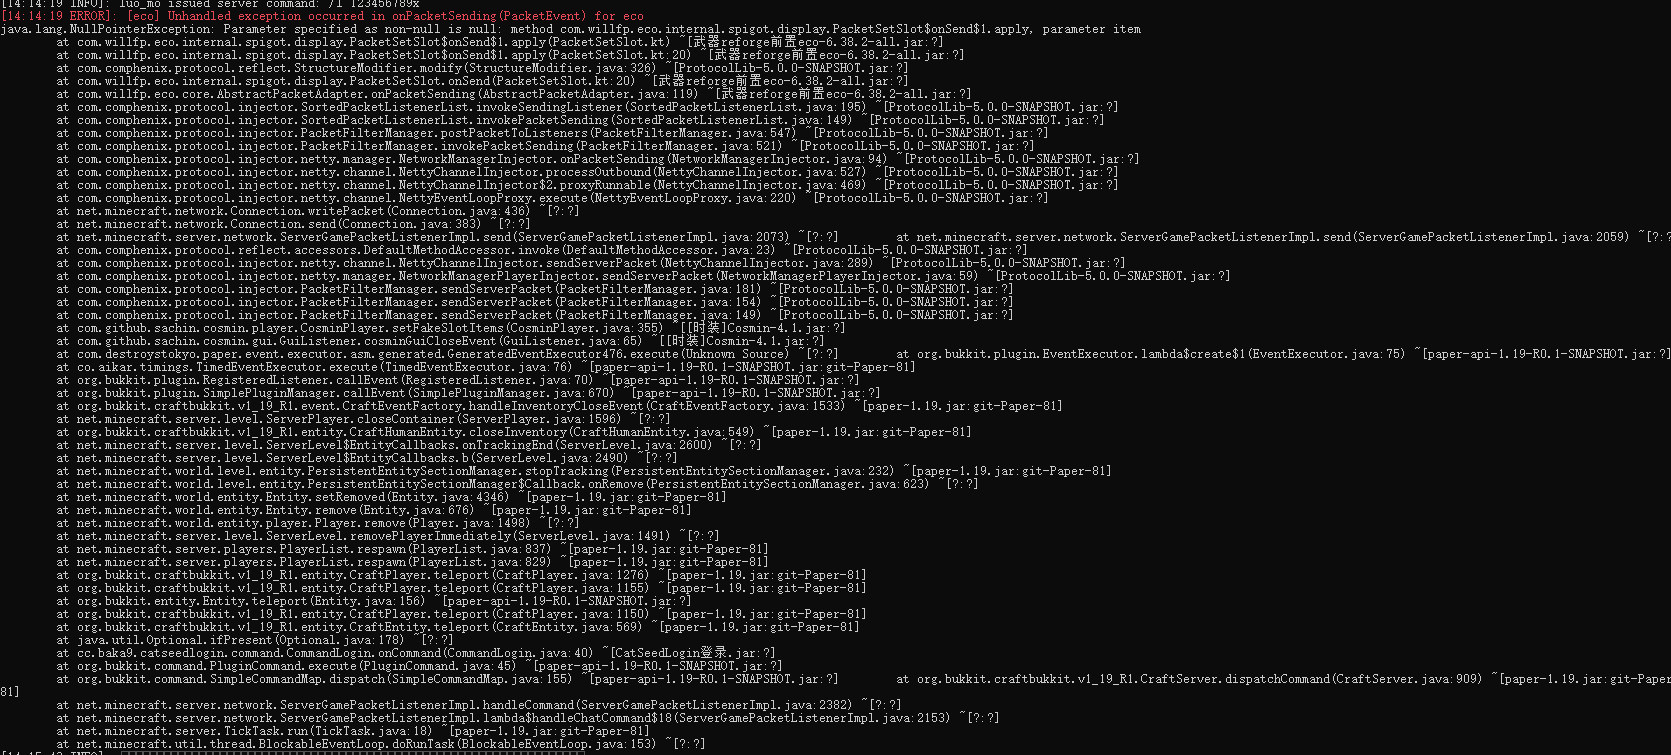 [14:14:19 INFO]: luo_mo issued server command: /l 123456789x
[14:14:19 ERROR]: [eco] Unhandled exception occurred in onPacketSending(PacketEvent) for eco
java.lang.NullPointerException: Parameter specified as non-null is null: method com.willfp.eco.internal.spigot.display.PacketSetSlot$onSend$1.apply, parameter item
at com.willfp.eco.internal.spigot.display.PacketSetSlot$onSend$1.apply(PacketSetSlot.kt) ~[武器reforge前置eco-6.38.2-all.jar:?]
at com.willfp.eco.internal.spigot.display.PacketSetSlot$onSend$1.apply(PacketSetSlot.kt:20) ~[武器reforge前置eco-6.38.2-all.jar:?]
at com.comphenix.protocol.reflect.StructureModifier.modify(StructureModifier.java:326) ~[ProtocolLib-5.0.0-SNAPSHOT.jar:?]
at com.willfp.eco.internal.spigot.display.PacketSetSlot.onSend(PacketSetSlot.kt:20) ~[武器reforge前置eco-6.38.2-all.jar:?]
at com.willfp.eco.core.AbstractPacketAdapter.onPacketSending(AbstractPacketAdapter.java:119) ~[武器reforge前置eco-6.38.2-all.jar:?]
at com.comphenix.protocol.injector.SortedPacketListenerList.invokeSendingListener(SortedPacketListenerList.java:195) ~[ProtocolLib-5.0.0-SNAPSHOT.jar:?]
at com.comphenix.protocol.injector.SortedPacketListenerList.invokePacketSending(SortedPacketListenerList.java:149) ~[ProtocolLib-5.0.0-SNAPSHOT.jar:?]
at com.comphenix.protocol.injector.PacketFilterManager.postPacketToListeners(PacketFilterManager.java:547) ~[ProtocolLib-5.0.0-SNAPSHOT.jar:?]
at com.comphenix.protocol.injector.PacketFilterManager.invokePacketSending(PacketFilterManager.java:521) ~[ProtocolLib-5.0.0-SNAPSHOT.jar:?]
at com.comphenix.protocol.injector.netty.manager.NetworkManagerInjector.onPacketSending(NetworkManagerInjector.java:94) ~[ProtocolLib-5.0.0-SNAPSHOT.jar:?]
at com.comphenix.protocol.injector.netty.channel.NettyChannelInjector.processOutbound(NettyChannelInjector.java:527) ~[ProtocolLib-5.0.0-SNAPSHOT.jar:?]
at com.comphenix.protocol.injector.netty.channel.NettyChannelInjector$2.proxyRunnable(NettyChannelInjector.java:469) ~[ProtocolLib-5.0.0-SNAPSHOT.jar:?]
at com.comphenix.protocol.injector.netty.channel.NettyEventLoopProxy.execute(NettyEventLoopProxy.java:220) ~[ProtocolLib-5.0.0-SNAPSHOT.jar:?]
at net.minecraft.network.Connection.writePacket(Connection.java:436) ~[?:?]
at net.minecraft.network.Connection.send(Connection.java:383) ~[?:?]
at net.minecraft.server.network.ServerGamePacketListenerImpl.send(ServerGamePacketListenerImpl.java:2073) ~[?:?] at net.minecraft.server.network.ServerGamePacketListenerImpl.send(ServerGamePacketListenerImpl.java:2059) ~[?:?
at com.comphenix.protocol.reflect.accessors.DefaultMethodAccessor.invoke(DefaultMethodAccessor.java:23) ~[ProtocolLib-5.0.0-SNAPSHOT.jar:?]
at com.comphenix.protocol.injector.netty.channel.NettyChannelInjector.sendServerPacket(NettyChannelInjector.java:289) ~[ProtocolLib-5.0.0-SNAPSHOT.jar:?]
at com.comphenix.protocol.injector.netty.manager.NetworkManagerPlayerInjector.sendServerPacket(NetworkManagerPlayerInjector.java:59) ~[ProtocolLib-5.0.0-SNAPSHOT.jar:?]
at com.comphenix.protocol.injector.PacketFilterManager.sendServerPacket(PacketFilterManager.java:181) ~[ProtocolLib-5.0.0-SNAPSHOT.jar:?]
at com.comphenix.protocol.injector.PacketFilterManager.sendServerPacket(PacketFilterManager.java:154) ~[ProtocolLib-5.0.0-SNAPSHOT.jar:?]
at com.comphenix.protocol.injector.PacketFilterManager.sendServerPacket(PacketFilterManager.java:149) ~[ProtocolLib-5.0.0-SNAPSHOT.jar:?]
at com.github.sachin.cosmin.player.CosminPlayer.setFakeSlotItems(CosminPlayer.java:355) ~[[时装]Cosmin-4.1.jar:?]
at com.github.sachin.cosmin.gui.GuiListener.cosminGuiCloseEvent(GuiListener.java:65) ~[[时装]Cosmin-4.1.jar:?]
at com.destroystokyo.paper.event.executor.asm.generated.GeneratedEventExecutor476.execute(Unknown Source) ~[?:?] at org.bukkit.plugin.EventExecutor.lambda$create$1(EventExecutor.java:75) ~[paper-api-1.19-R0.1-SNAPSHOT.jar:?]
at co.aikar.timings.TimedEventExecutor.execute(TimedEventExecutor.java:76) ~[paper-api-1.19-R0.1-SNAPSHOT.jar:git-Paper-81]
at org.bukkit.plugin.RegisteredListener.callEvent(RegisteredListener.java:70) ~[paper-api-1.19-R0.1-SNAPSHOT.jar:?]
at org.bukkit.plugin.SimplePluginManager.callEvent(SimplePluginManager.java:670) ~[paper-api-1.19-R0.1-SNAPSHOT.jar:?]
at org.bukkit.craftbukkit.v1_19_R1.event.CraftEventFactory.handleInventoryCloseEvent(CraftEventFactory.java:1533) ~[paper-1.19.jar:git-Paper-81]
at net.minecraft.server.level.ServerPlayer.closeContainer(ServerPlayer.java:1596) ~[?:?]
at org.bukkit.craftbukkit.v1_19_R1.entity.CraftHumanEntity.closeInventory(CraftHumanEntity.java:549) ~[paper-1.19.jar:git-Paper-81]
at net.minecraft.server.level.ServerLevel$EntityCallbacks.onTrackingEnd(ServerLevel.java:2600) ~[?:?]
at net.minecraft.server.level.ServerLevel$EntityCallbacks.b(ServerLevel.java:2490) ~[?:?]
at net.minecraft.world.level.entity.PersistentEntitySectionManager.stopTracking(PersistentEntitySectionManager.java:232) ~[paper-1.19.jar:git-Paper-81]
at net.minecraft.world.level.entity.PersistentEntitySectionManager$Callback.onRemove(PersistentEntitySectionManager.java:623) ~[?:?]
at net.minecraft.world.entity.Entity.setRemoved(Entity.java:4346) ~[paper-1.19.jar:git-Paper-81]
at net.minecraft.world.entity.Entity.remove(Entity.java:676) ~[paper-1.19.jar:git-Paper-81]
at net.minecraft.world.entity.player.Player.remove(Player.java:1498) ~[?:?]
at net.minecraft.server.level.ServerLevel.removePlayerImmediately(ServerLevel.java:1491) ~[?:?]
at net.minecraft.server.players.PlayerList.respawn(PlayerList.java:837) ~[paper-1.19.jar:git-Paper-81]
at net.minecraft.server.players.PlayerList.respawn(PlayerList.java:829) ~[paper-1.19.jar:git-Paper-81]
at org.bukkit.craftbukkit.v1_19_R1.entity.CraftPlayer.teleport(CraftPlayer.java:1276) ~[paper-1.19.jar:git-Paper-81]
at org.bukkit.craftbukkit.v1_19_R1.entity.CraftPlayer.teleport(CraftPlayer.java:1155) ~[paper-1.19.jar:git-Paper-81]
at org.bukkit.entity.Entity.teleport(Entity.java:156) ~[paper-api-1.19-R0.1-SNAPSHOT.jar:?]
at org.bukkit.craftbukkit.v1_19_R1.entity.CraftPlayer.teleport(CraftPlayer.java:1150) ~[paper-1.19.jar:git-Paper-81]
at org.bukkit.craftbukkit.v1_19_R1.entity.CraftEntity.teleport(CraftEntity.java:569) ~[paper-1.19.jar:git-Paper-81]
at java.util.Optional.ifPresent(Optional.java:178) ~[?:?]
at cc.baka9.catseedlogin.command.CommandLogin.onCommand(CommandLogin.java:40) ~[CatSeedLogin登录.jar:?]
at org.bukkit.command.PluginCommand.execute(PluginCommand.java:45) ~[paper-api-1.19-R0.1-SNAPSHOT.jar:?]
at org.bukkit.command.SimpleCommandMap.dispatch(SimpleCommandMap.java:155) ~[paper-api-1.19-R0.1-SNAPSHOT.jar:?] at org.bukkit.craftbukkit.v1_19_R1.CraftServer.dispatchCommand(CraftServer.java:909) ~[paper-1.19.jar:git-Paper-
81]
at net.minecraft.server.network.ServerGamePacketListenerImpl.handleCommand(ServerGamePacketListenerImpl.java:2382) ~[?:?]
at net.minecraft.server.network.ServerGamePacketListenerImpl.lambda$handleChatCommand$18(ServerGamePacketListenerImpl.java:2153) ~[?:?]
at net.minecraft.server.TickTask.run(TickTask.java:18) ~[paper-1.19.jar:git-Paper-81]
at net.minecraft.util.thread.BlockableEventLoop.doRunTask(BlockableEventLoop.java:153) ~[?:?]